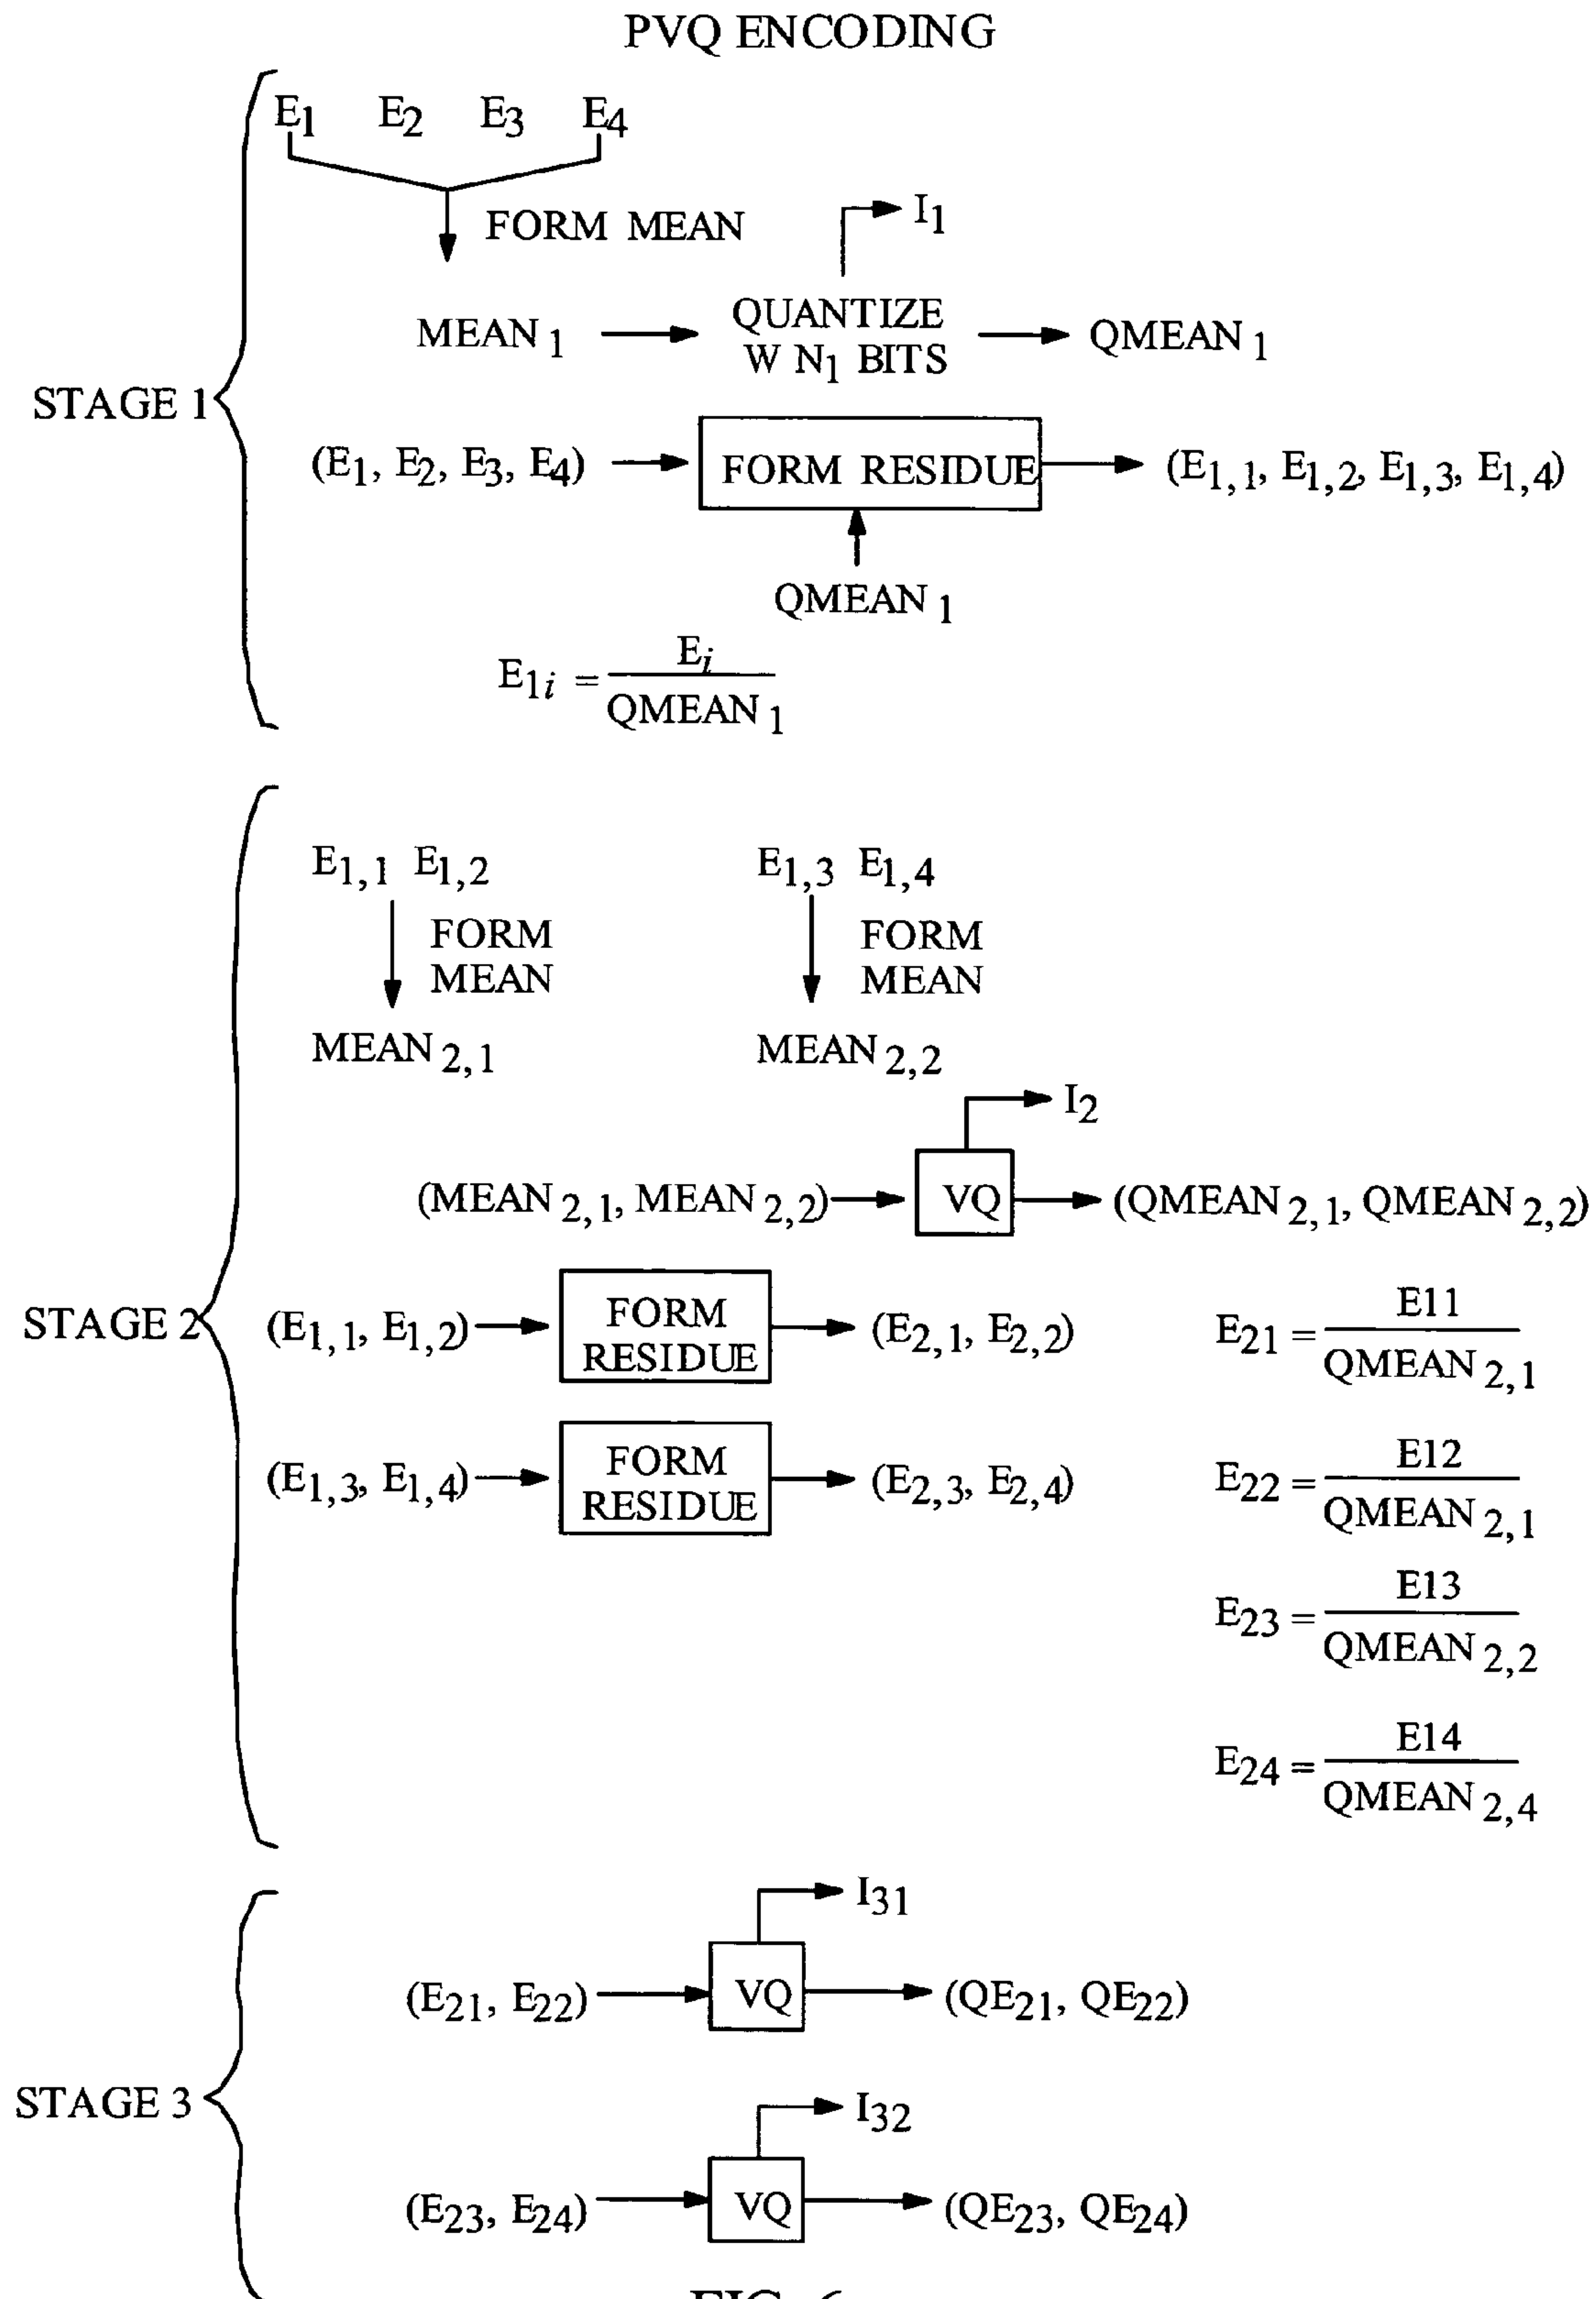 PVQ ENCODING
E1 E2 E3 E4
FORM MEAN
I1
MEAN 1
QUANTIZE
W N1 BITS
QMEAN 1
STAGE 1
(E1, E2, E3, E4)
FORM RESIDUE
(E1,1, E1,2, E1,3, E1,4)
QMEAN 1
E1i = Ei / QMEAN 1
E1,1 E1,2
E1,3 E1,4
FORM
MEAN
FORM
MEAN
MEAN 2,1
MEAN 2,2
I2
(MEAN 2,1, MEAN 2,2)
VQ
(QMEAN 2,1, QMEAN 2,2)
STAGE 2
(E1,1, E1,2)
FORM
RESIDUE
(E2,1, E2,2)
E21 = E11 / QMEAN 2,1
(E1,3, E1,4)
FORM
RESIDUE
(E2,3, E2,4)
E22 = E12 / QMEAN 2,1
E23 = E13 / QMEAN 2,2
E24 = E14 / QMEAN 2,4
I31
(E21, E22)
VQ
(QE21, QE22)
STAGE 3
I32
(E23, E24)
VQ
(QE23, QE24)